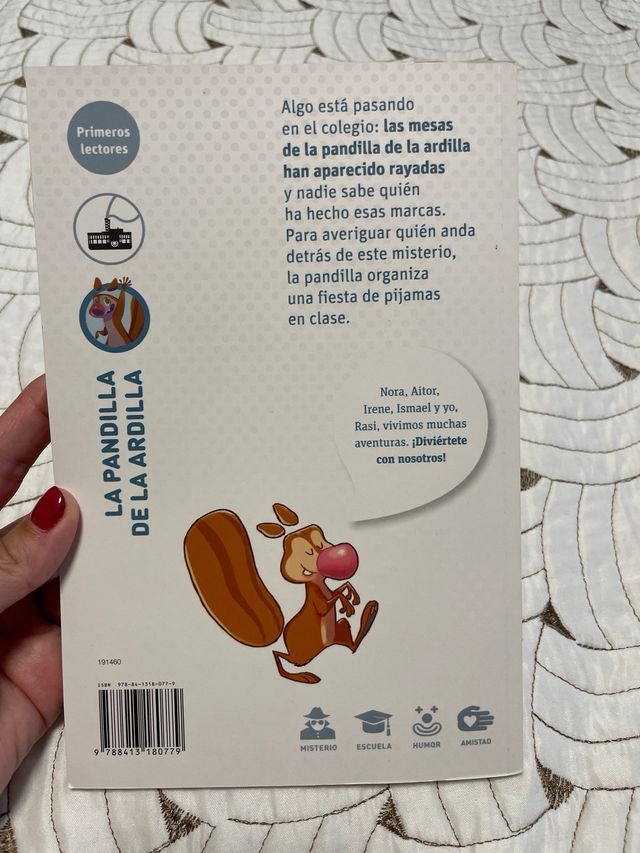 Primeros
lectores
Algo está pasando
en el colegio: las mesas
de la pandilla de la ardilla
han aparecido rayadas
y nadie sabe quién
ha hecho esas marcas.
Para averiguar quién anda
detrás de este misterio,
la pandilla organiza
una fiesta de pijamas
en clase.
LA PANDILLA
DE LA ARDILLA
Nora, Aitor,
Irene, Ismael y yo,
Rasi, vivimos muchas
aventuras. ¡Diviértete
con nosotros!
191460
ISBN 978-84-1318-077-9
9 788413 180779
MISTERIO
ESCUELA
HUMOR
AMISTAD